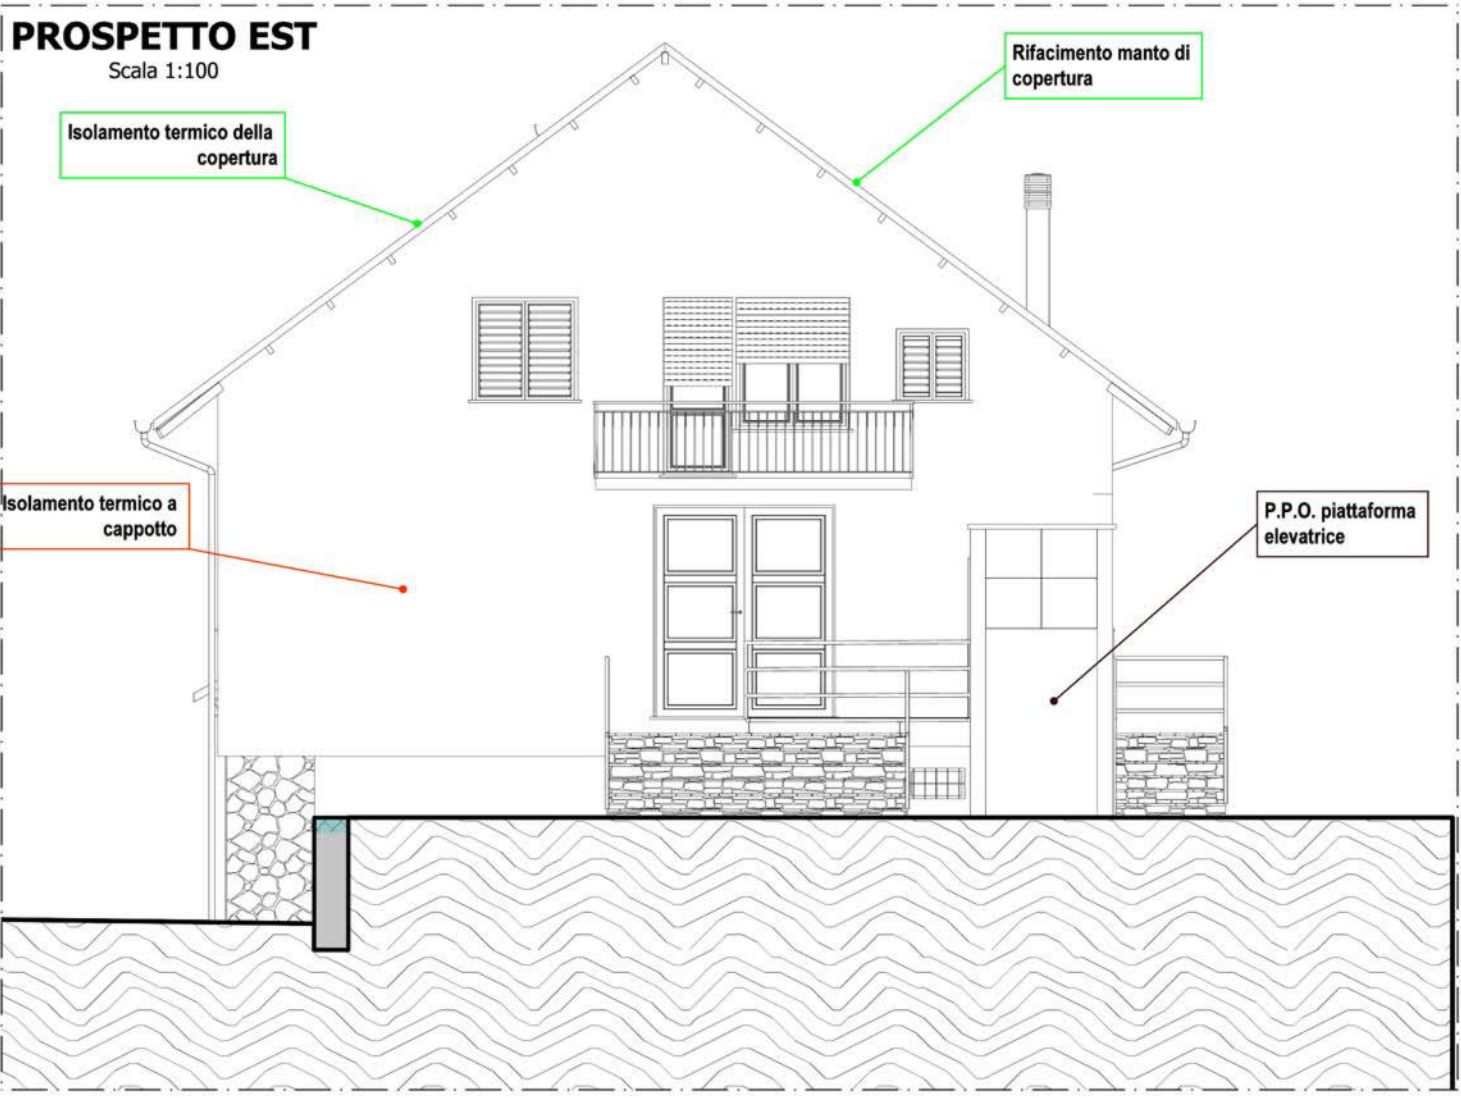 PROSPETTO EST
Scala 1:100
Rifacimento manto di
copertura
Isolamento termico della
copertura
Isolamento termico a
cappotto
P.P.O. piattaforma
elevatrice